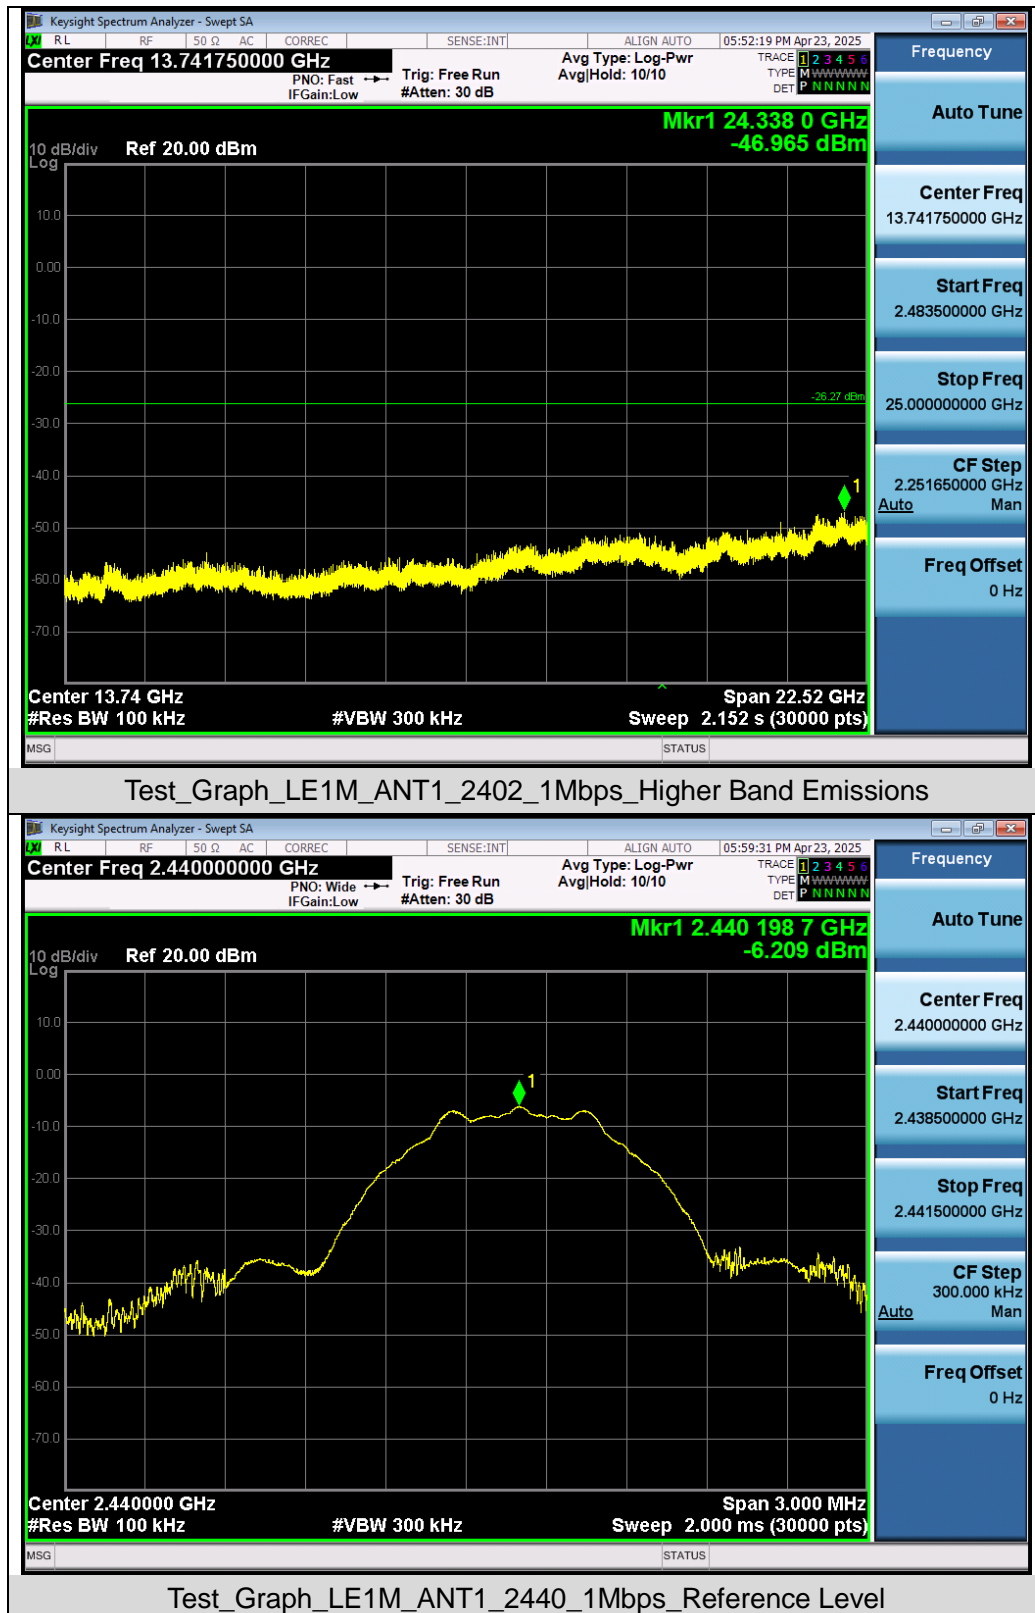 Keysight Spectrum Analyzer - Swept SA
LXI RL RF 50 Ω AC CORREC SENSE:INT ALIGN AUTO 05:52:19 PM Apr 23, 2025
Center Freq 13.741750000 GHz
PNO: Fast
IFGain:Low
Trig: Free Run
#Atten: 30 dB
Avg Type: Log-Pwr
Avg|Hold: 10/10
TRACE 1 2 3 4 5 6
TYPE M WWWWW
DET P N N N N N
Mkr1 24.338 0 GHz
-46.965 dBm
10 dB/div Ref 20.00 dBm
Log
10.0
0.00
-10.0
-20.0
-26.27 dBm
-30.0
-40.0
1
-50.0
-60.0
-70.0
Center 13.74 GHz Span 22.52 GHz
#Res BW 100 kHz #VBW 300 kHz Sweep 2.152 s (30000 pts)
MSG STATUS
Frequency
Auto Tune
Center Freq
13.741750000 GHz
Start Freq
2.483500000 GHz
Stop Freq
25.000000000 GHz
CF Step
2.251650000 GHz
Auto Man
Freq Offset
0 Hz
Test_Graph_LE1M_ANT1_2402_1Mbps_Higher Band Emissions
Keysight Spectrum Analyzer - Swept SA
LXI RL RF 50 Ω AC CORREC SENSE:INT ALIGN AUTO 05:59:31 PM Apr 23, 2025
Center Freq 2.440000000 GHz
PNO: Wide
IFGain:Low
Trig: Free Run
#Atten: 30 dB
Avg Type: Log-Pwr
Avg|Hold: 10/10
TRACE 1 2 3 4 5 6
TYPE M WWWWW
DET P N N N N N
Mkr1 2.440 198 7 GHz
-6.209 dBm
10 dB/div Ref 20.00 dBm
Log
10.0
0.00
1
-10.0
-20.0
-30.0
-40.0
-50.0
-60.0
-70.0
Center 2.440000 GHz Span 3.000 MHz
#Res BW 100 kHz #VBW 300 kHz Sweep 2.000 ms (30000 pts)
MSG STATUS
Frequency
Auto Tune
Center Freq
2.440000000 GHz
Start Freq
2.438500000 GHz
Stop Freq
2.441500000 GHz
CF Step
300.000 kHz
Auto Man
Freq Offset
0 Hz
Test_Graph_LE1M_ANT1_2440_1Mbps_Reference Level